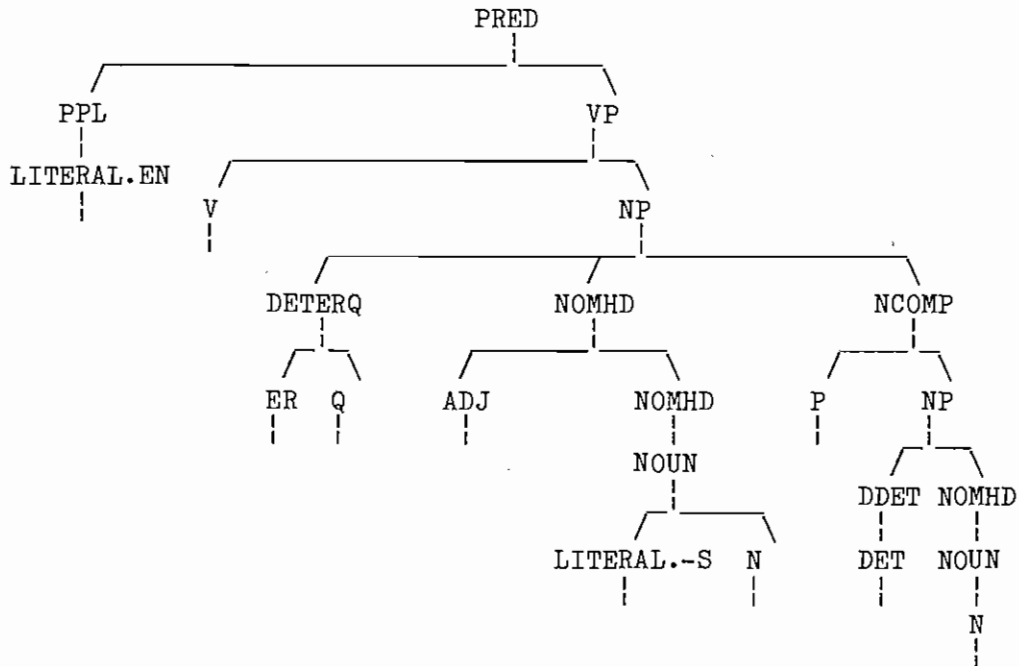 PRED
PPL VP
LITERAL.EN
V NP
DETERQ NOMHD NCOMP
ER Q ADJ NOMHD P NP
NOUN
DDET NOMHD
LITERAL.-S N DET NOUN
N